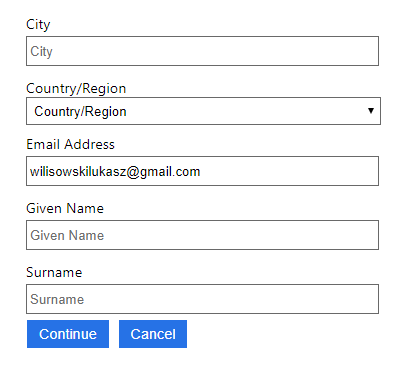 City
City
Country/Region
Country/Region
Email Address
wilisowskilukasz@gmail.com
Given Name
Given Name
Surname
Surname
Continue Cancel